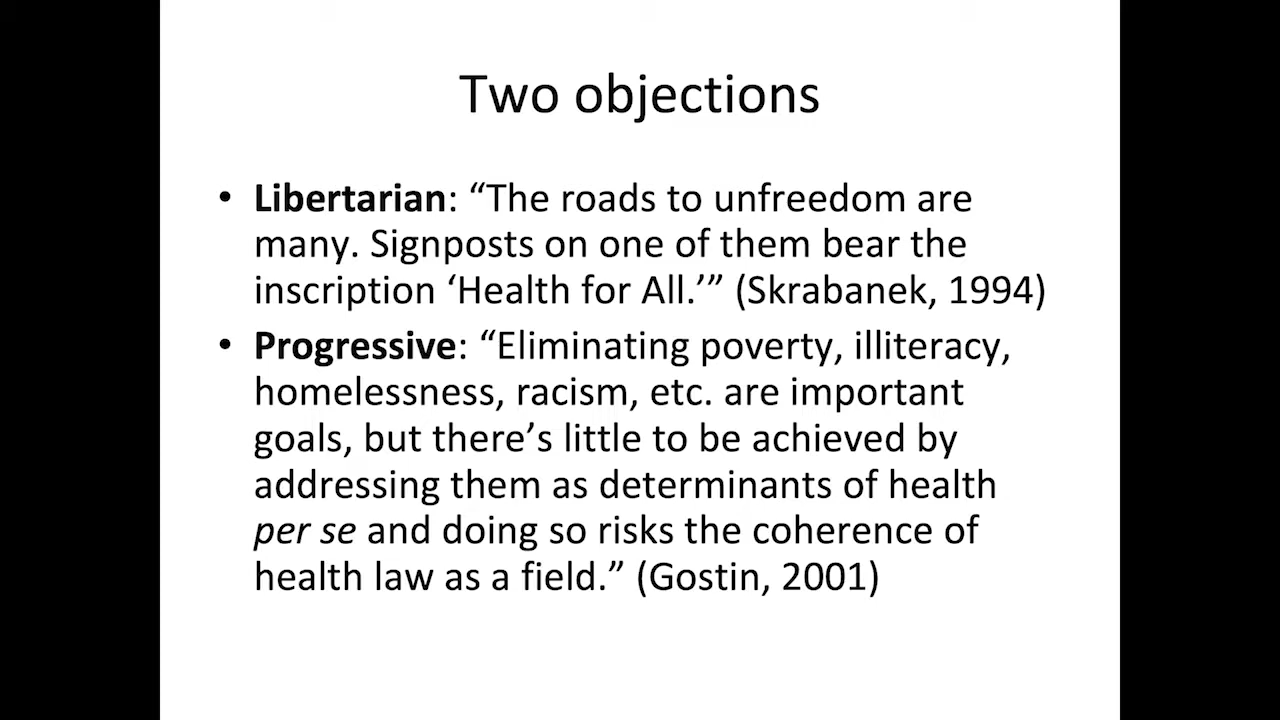 Two objections
• Libertarian: “The roads to unfreedom are
many. Signposts on one of them bear the
inscription ‘Health for All.’” (Skrabanek, 1994)
• Progressive: “Eliminating poverty, illiteracy,
homelessness, racism, etc. are important
goals, but there’s little to be achieved by
addressing them as determinants of health
per se and doing so risks the coherence of
health law as a field.” (Gostin, 2001)